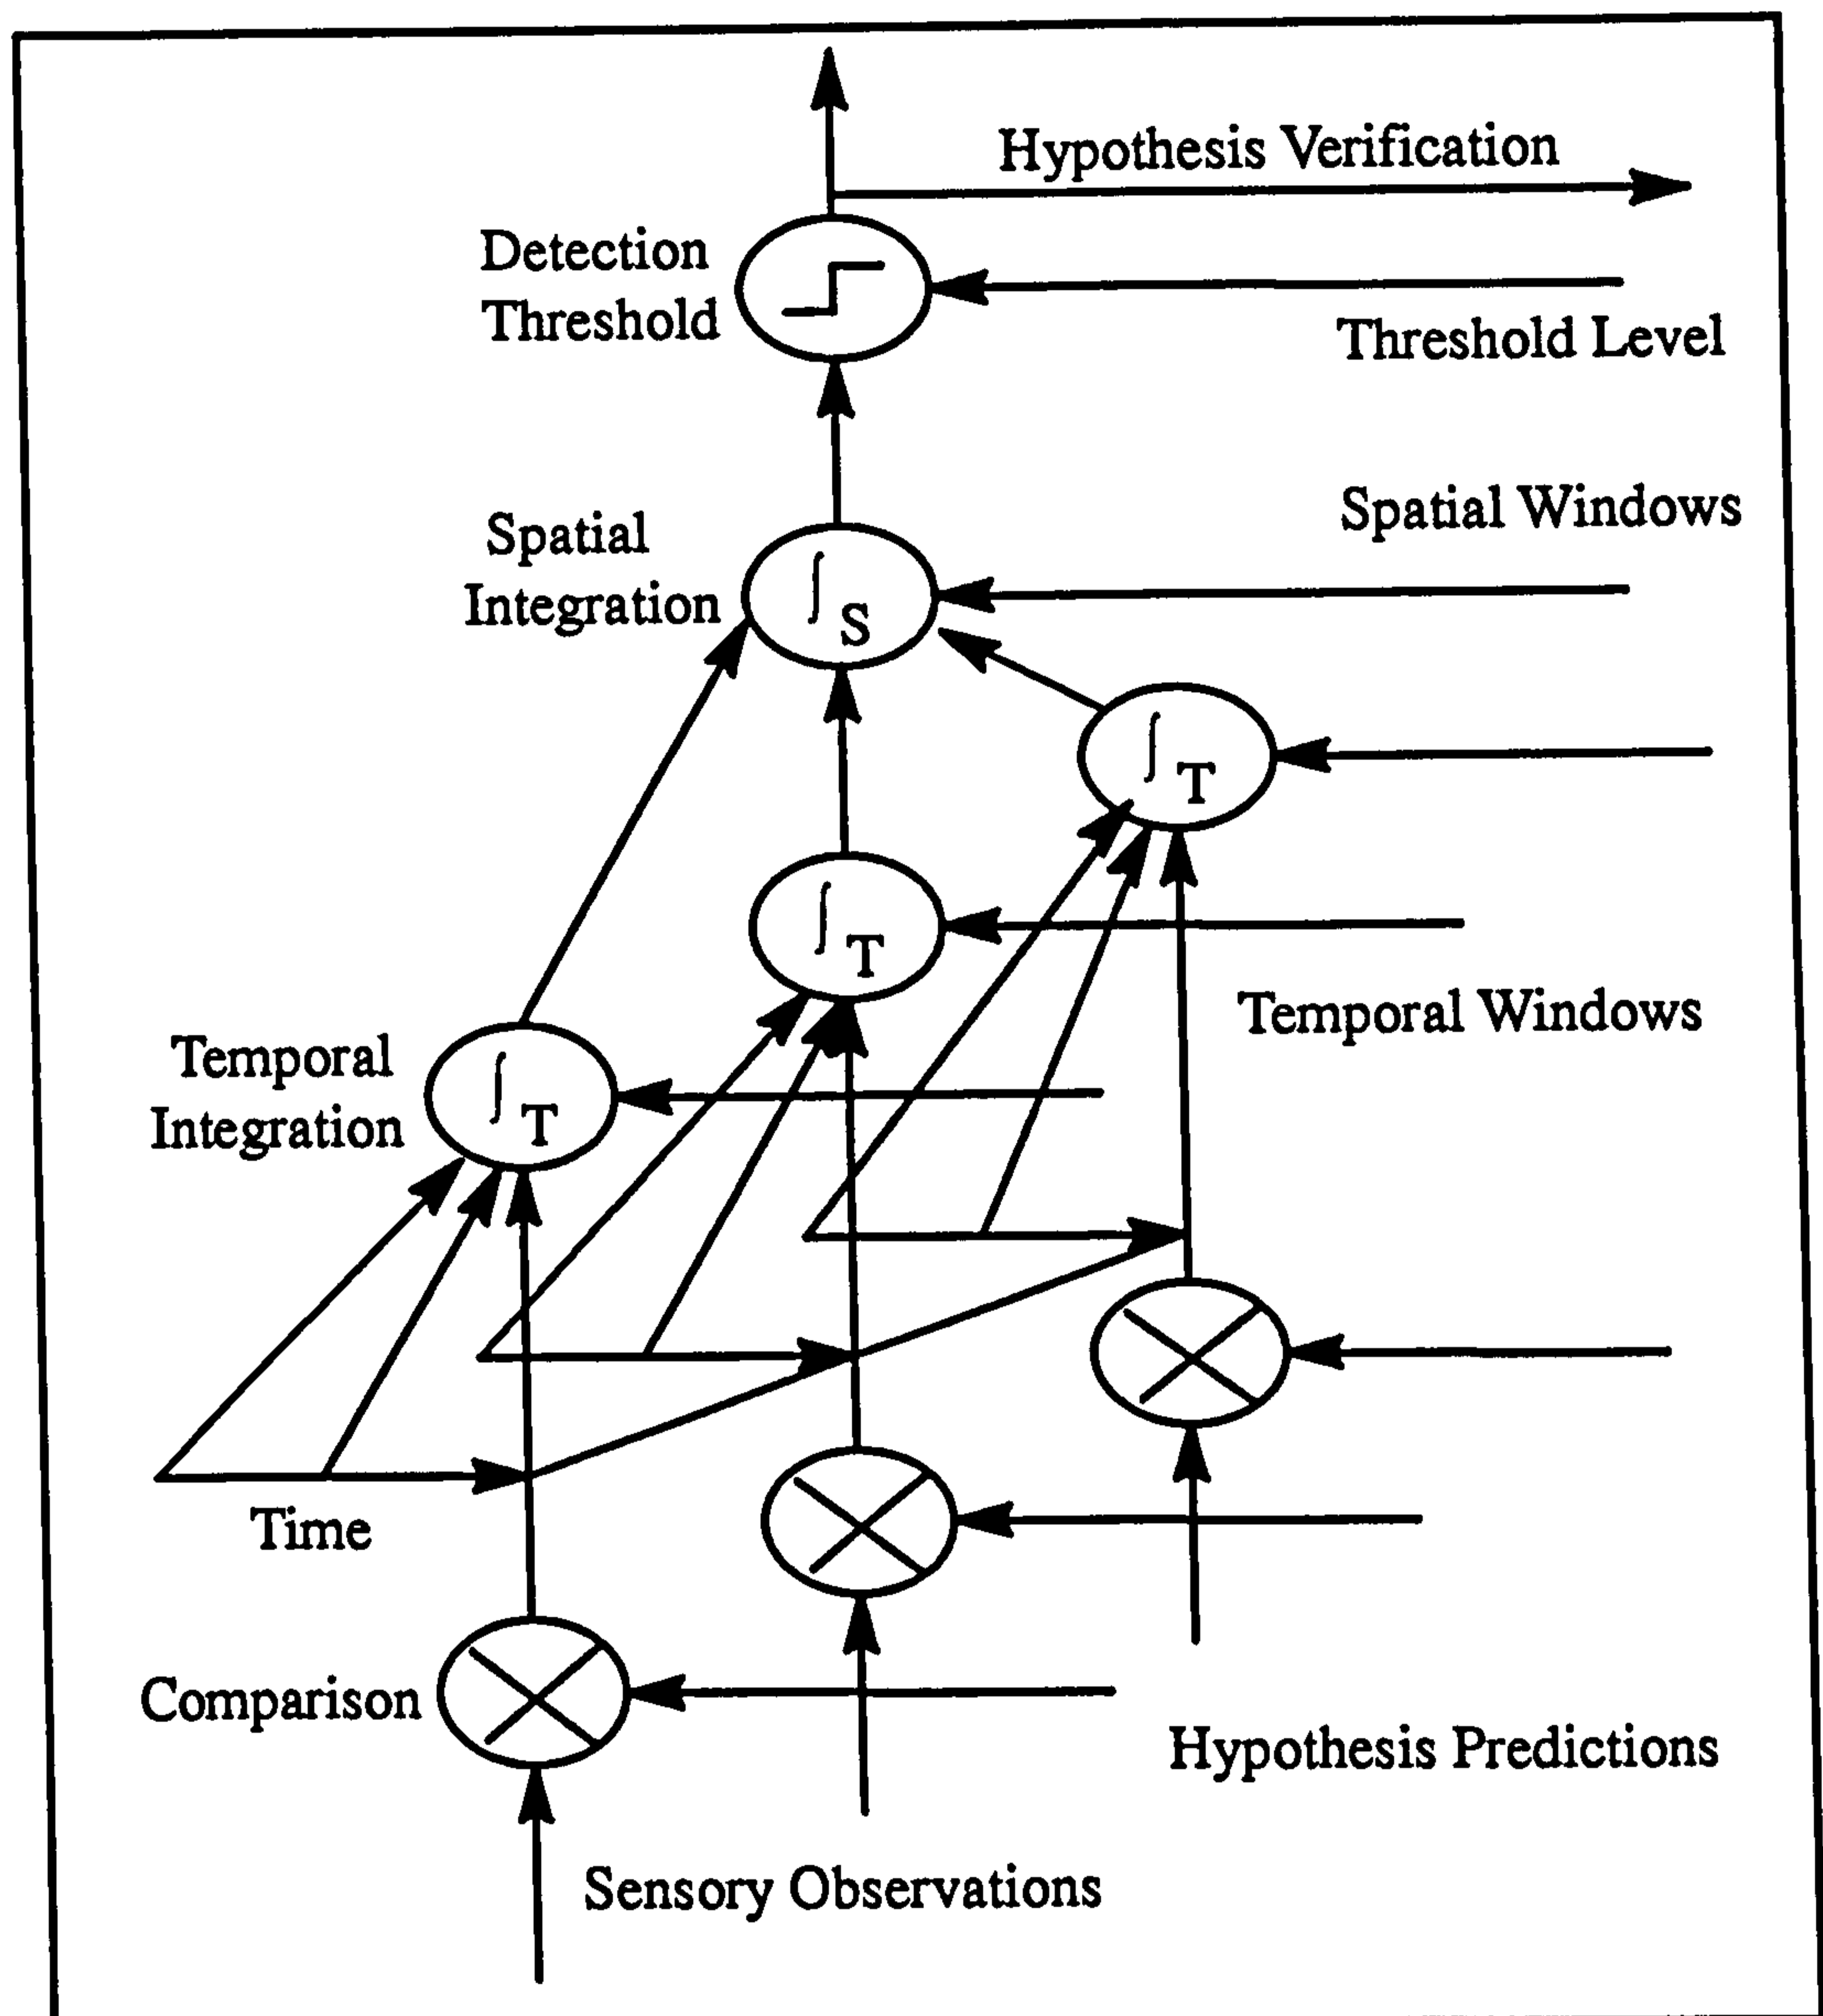 Hypothesis Verification
Detection
Threshold
Threshold Level
Spatial Windows
Spatial
Integration
∫ S
∫ T
∫ T
Temporal Windows
Temporal
Integration
∫ T
Time
Comparison
Hypothesis Predictions
Sensory Observations